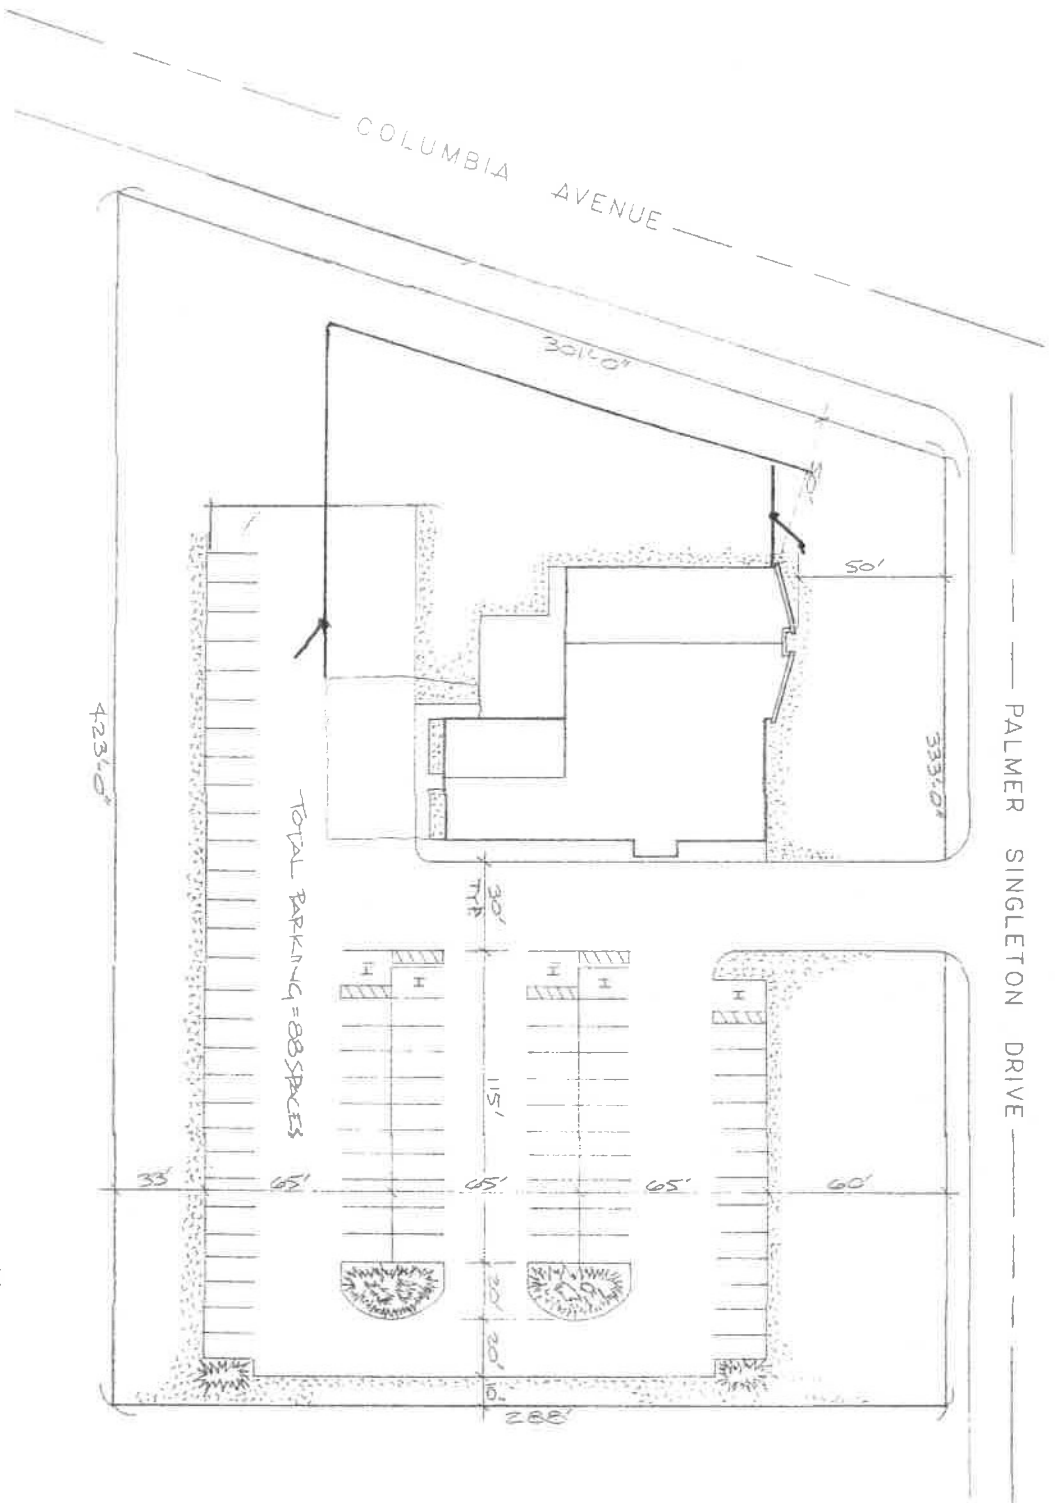 COLUMBIA AVENUE
301'-0"
50'
50'
PALMER SINGLETON DRIVE
423'-0"
333'-0"
TOTAL PARKING = 88 SPACES
30'
TYP
H
H
H
H
H
115'
33'
65'
65'
65'
60'
20'
20'
10'
288'